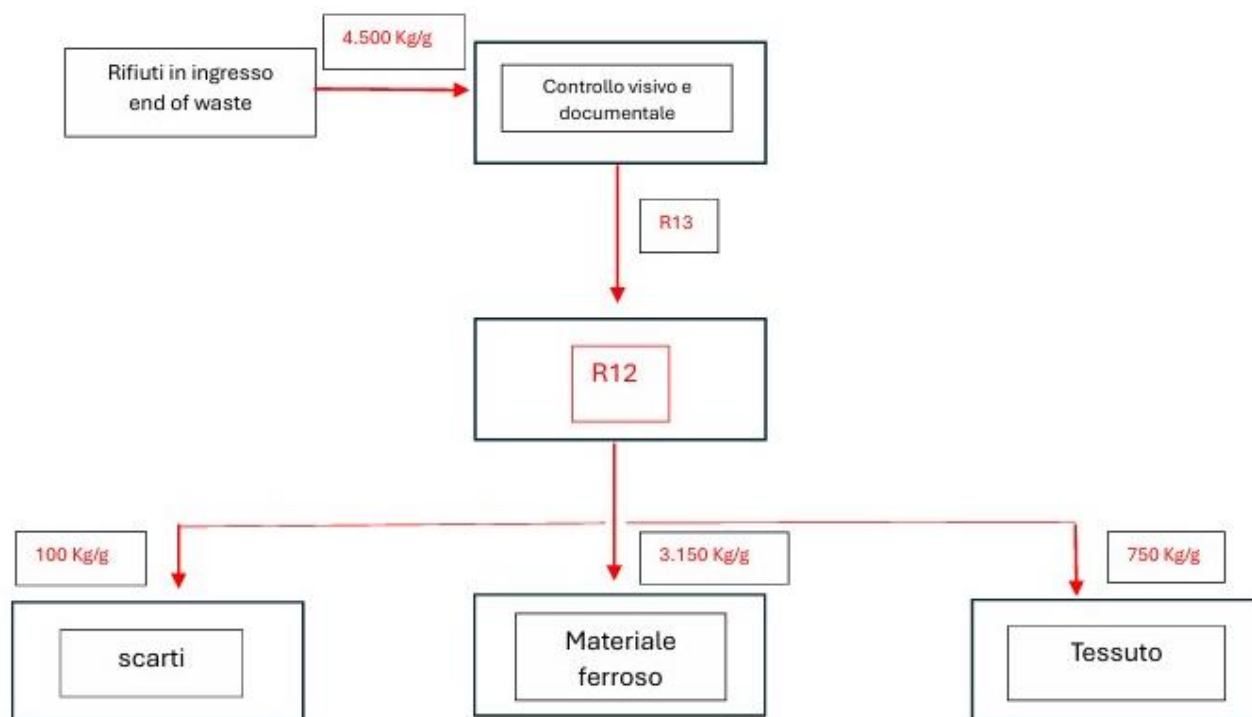 4.500 Kg/g
Rifiuti in ingresso
end of waste
Controllo visivo e
documentale
R13
R12
100 Kg/g
3.150 Kg/g
750 Kg/g
scarti
Materiale
ferroso
Tessuto